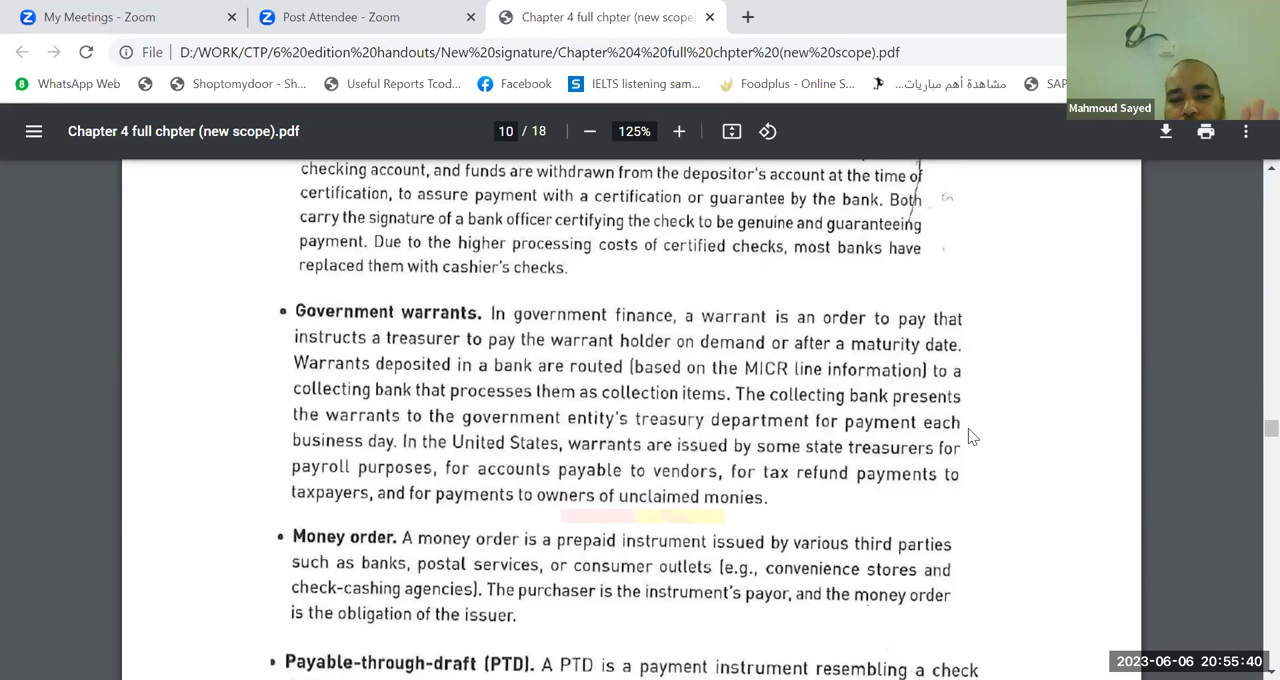 My Meetings - Zoom
Post Attendee - Zoom
Chapter 4 full chpter (new scope)
File D:/WORK/CTP/6%20edition%20handouts/New%20signature/Chapter%204%20full%20chpter%20(new%20scope).pdf
WhatsApp Web Shoptomydoor - Sh... Useful Reports Tcod... Facebook IELTS listening sam... Foodplus - Online S... مشاهدة أهم مباريات... SAP
Mahmoud Sayed
Chapter 4 full chpter (new scope).pdf 10 / 18 125%
checking account, and funds are withdrawn from the depositor's account at the time of
certification, to assure payment with a certification or guarantee by the bank. Both
carry the signature of a bank officer certifying the check to be genuine and guaranteeing
payment. Due to the higher processing costs of certified checks, most banks have
replaced them with cashier's checks.
• Government warrants. In government finance, a warrant is an order to pay that
instructs a treasurer to pay the warrant holder on demand or after a maturity date.
Warrants deposited in a bank are routed (based on the MICR line information) to a
collecting bank that processes them as collection items. The collecting bank presents
the warrants to the government entity's treasury department for payment each
business day. In the United States, warrants are issued by some state treasurers for
payroll purposes, for accounts payable to vendors, for tax refund payments to
taxpayers, and for payments to owners of unclaimed monies.
• Money order. A money order is a prepaid instrument issued by various third parties
such as banks, postal services, or consumer outlets (e.g., convenience stores and
check-cashing agencies). The purchaser is the instrument's payor, and the money order
is the obligation of the issuer.
• Payable-through-draft (PTD). A PTD is a payment instrument resembling a check
2023-06-06 20:55:40